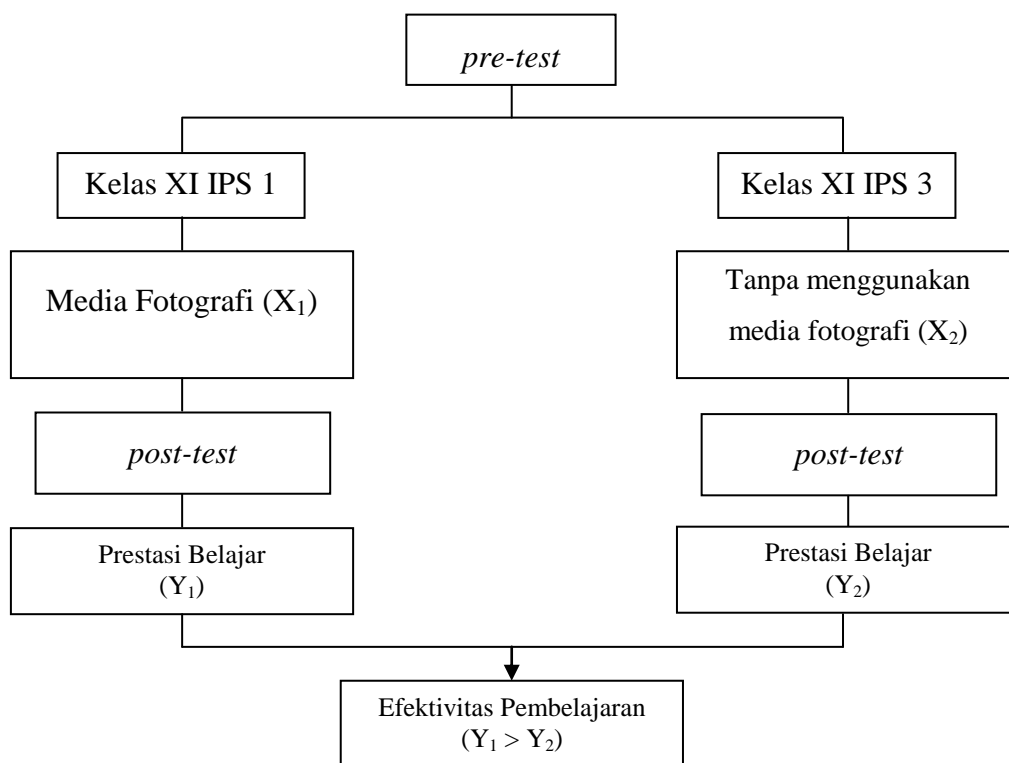 pre-test
Kelas XI IPS 1
Kelas XI IPS 3
Media Fotografi (X₁)
Tanpa menggunakan
media fotografi (X₂)
post-test
post-test
Prestasi Belajar
(Y₁)
Prestasi Belajar
(Y₂)
Efektivitas Pembelajaran
(Y₁ > Y₂)